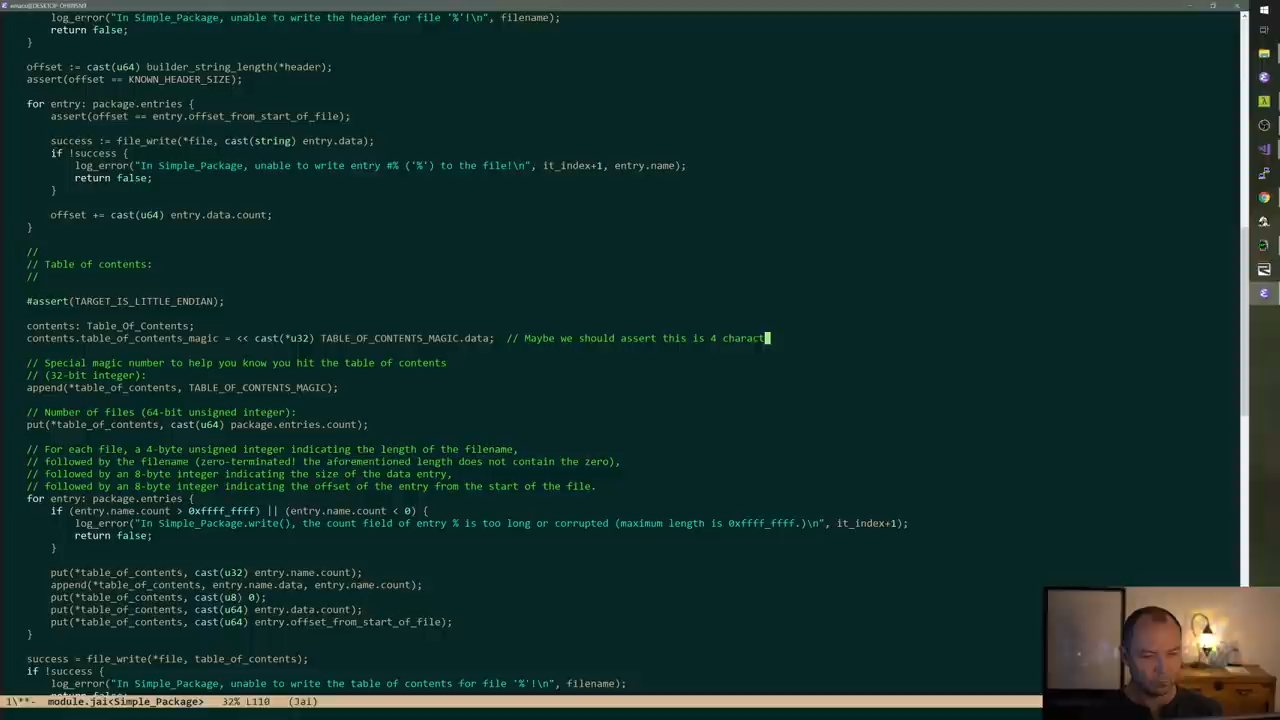 emacs@DESKTOP-OH89SN9
log_error("In Simple_Package, unable to write the header for file '%'!\n", filename);
return false;
}
offset := cast(u64) builder_string_length(*header);
assert(offset == KNOWN_HEADER_SIZE);
for entry: package.entries {
assert(offset == entry.offset_from_start_of_file);
success := file_write(*file, cast(string) entry.data);
if !success {
log_error("In Simple_Package, unable to write entry #% ('%') to the file!\n", it_index+1, entry.name);
return false;
}
offset += cast(u64) entry.data.count;
}
//
// Table of contents:
//
#assert(TARGET_IS_LITTLE_ENDIAN);
contents: Table_Of_Contents;
contents.table_of_contents_magic = << cast(*u32) TABLE_OF_CONTENTS_MAGIC.data;  // Maybe we should assert this is 4 charact
// Special magic number to help you know you hit the table of contents
// (32-bit integer):
append(*table_of_contents, TABLE_OF_CONTENTS_MAGIC);
// Number of files (64-bit unsigned integer):
put(*table_of_contents, cast(u64) package.entries.count);
// For each file, a 4-byte unsigned integer indicating the length of the filename,
// followed by the filename (zero-terminated! the aforementioned length does not contain the zero),
// followed by an 8-byte integer indicating the size of the data entry,
// followed by an 8-byte integer indicating the offset of the entry from the start of the file.
for entry: package.entries {
if (entry.name.count > 0xffff_ffff) || (entry.name.count < 0) {
log_error("In Simple_Package.write(), the count field of entry % is too long or corrupted (maximum length is 0xffff_ffff.)\n", it_index+1);
return false;
}
put(*table_of_contents, cast(u32) entry.name.count);
append(*table_of_contents, entry.name.data, entry.name.count);
put(*table_of_contents, cast(u8) 0);
put(*table_of_contents, cast(u64) entry.data.count);
put(*table_of_contents, cast(u64) entry.offset_from_start_of_file);
}
success = file_write(*file, table_of_contents);
if !success {
log_error("In Simple_Package, unable to write the table of contents for file '%'!\n", filename);
1\**-  module.jai<Simple_Package>   32% L110   (Jai)